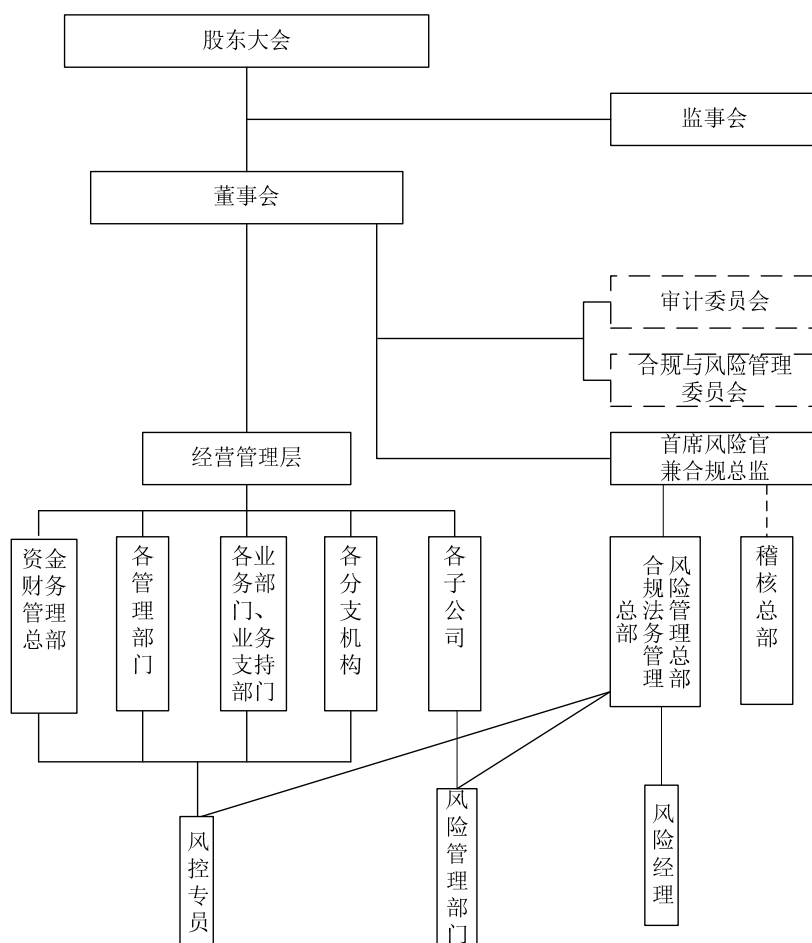 股东大会
监事会
董事会
审计委员会
合规与风险管理
委员会
经营管理层
首席风险官
兼合规总监
资金
财务
管理
总部
各管理部门
各业
务部
门、
业务
支持
部门
各分支机构
各子公司
风险管理总部
合规法务管理
总部
稽核总部
风控专员
风险管理部门
风险经理